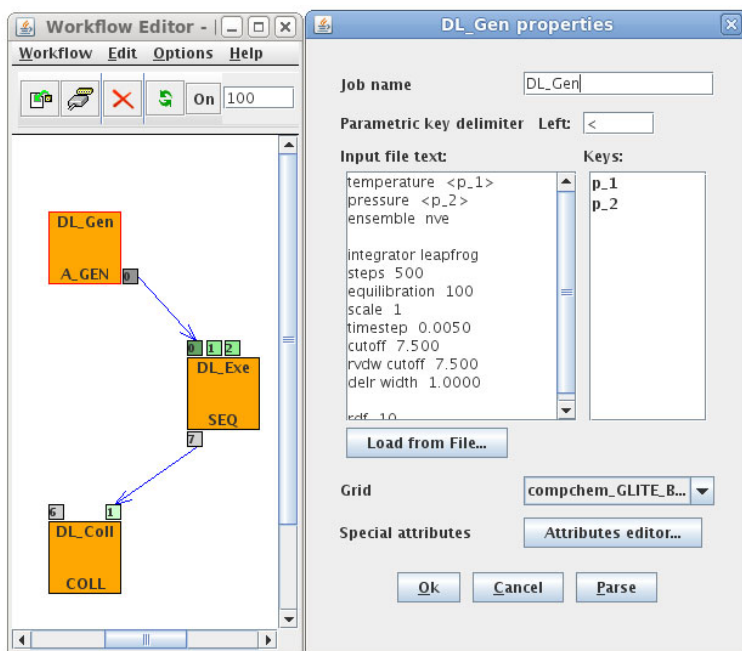 Workflow Editor -
Workflow Edit Options Help
On 100
DL_Gen
A_GEN
0
0 1 2
DL_Exe
SEQ
7
6 1
DL_Coll
COLL
DL_Gen properties
Job name DL_Gen
Parametric key delimiter Left: <
Input file text: Keys:
temperature <p_1>
pressure <p_2>
ensemble nve
integrator leapfrog
steps 500
equilibration 100
scale 1
timestep 0.0050
cutoff 7.500
rvdw cutoff 7.500
delr width 1.0000
rdf 10
p_1
p_2
Load from File...
Grid compchem_GLITE_B...
Special attributes Attributes editor...
Ok Cancel Parse